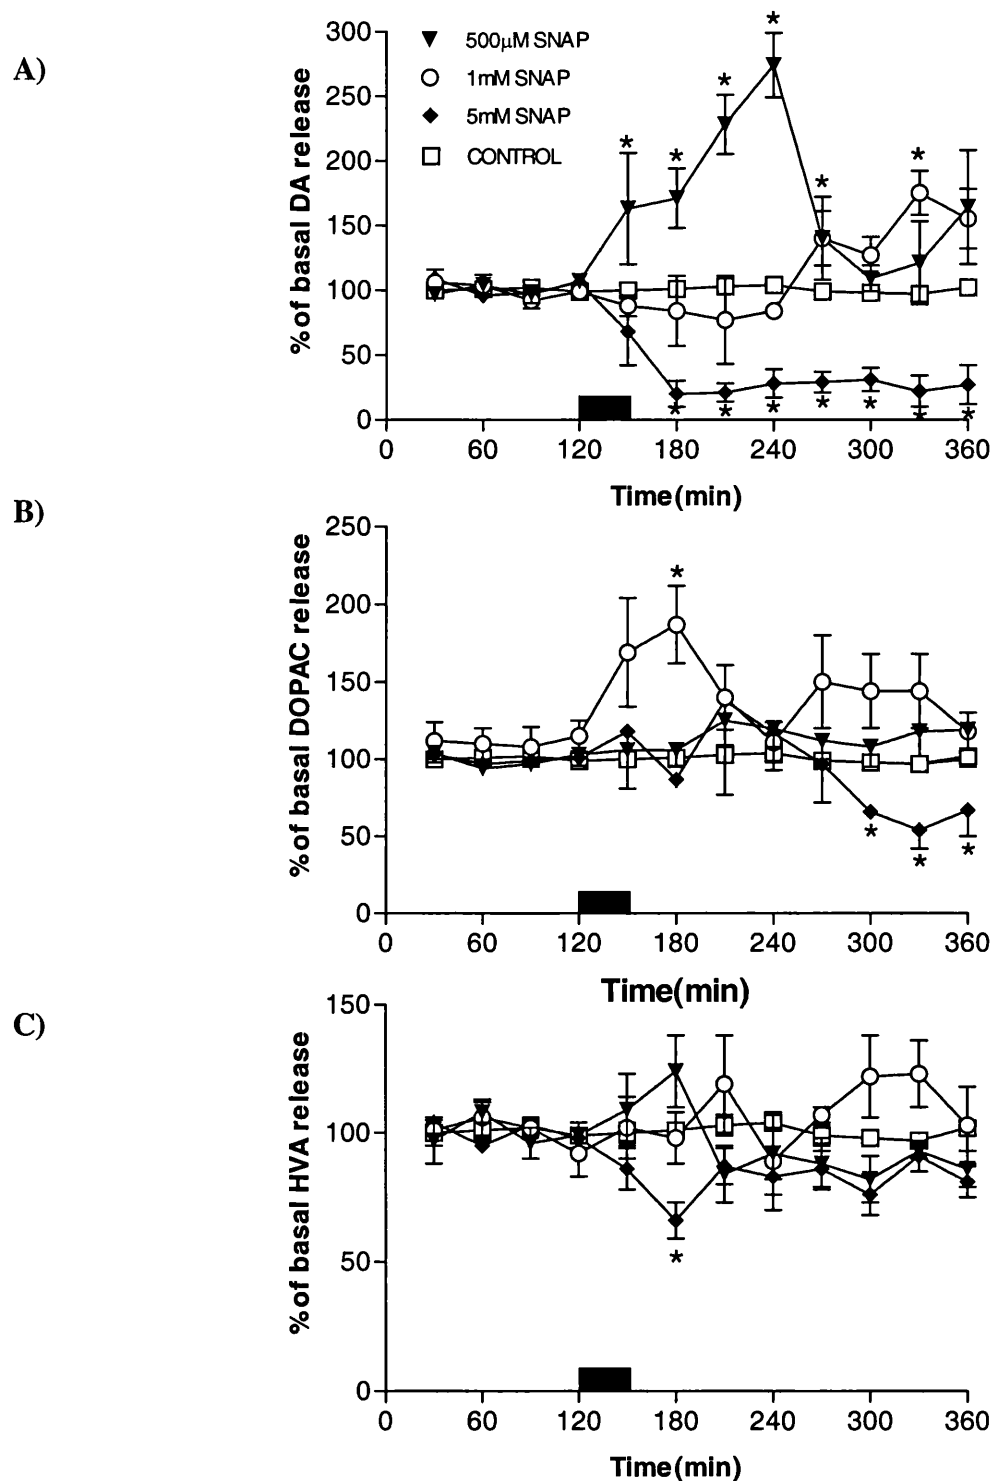 A)
% of basal DA release
300
250
200
150
100
50
0
500µM SNAP
1mM SNAP
5mM SNAP
CONTROL
* * * * * *
* * * * * * *
0 60 120 180 240 300 360
Time(min)
B)
% of basal DOPAC release
250
200
150
100
50
0
*
* * *
0 60 120 180 240 300 360
Time(min)
C)
% of basal HVA release
150
100
50
0
*
0 60 120 180 240 300 360
Time(min)